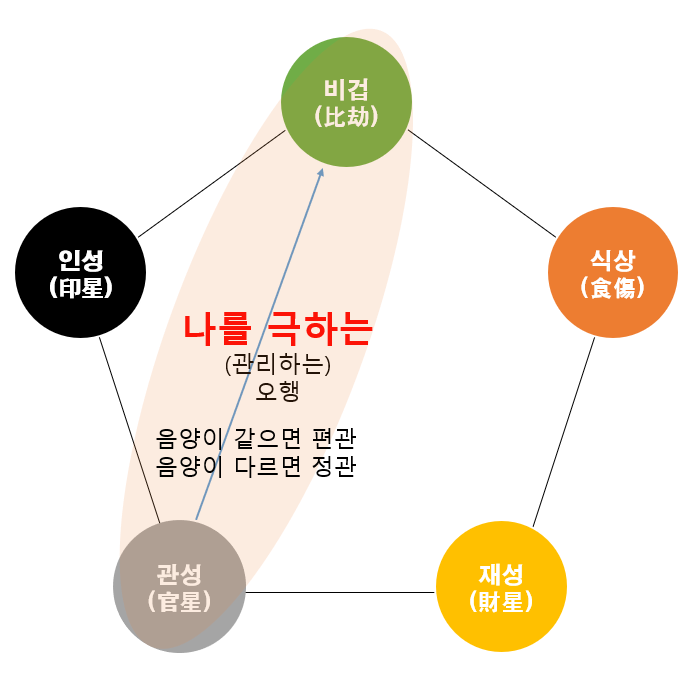 비겁
(比劫)
인성
(印星)
식상
(食傷)
나를 극하는
(관리하는)
오행
음양이 같으면 편관
음양이 다르면 정관
관성
(官星)
재성
(財星)